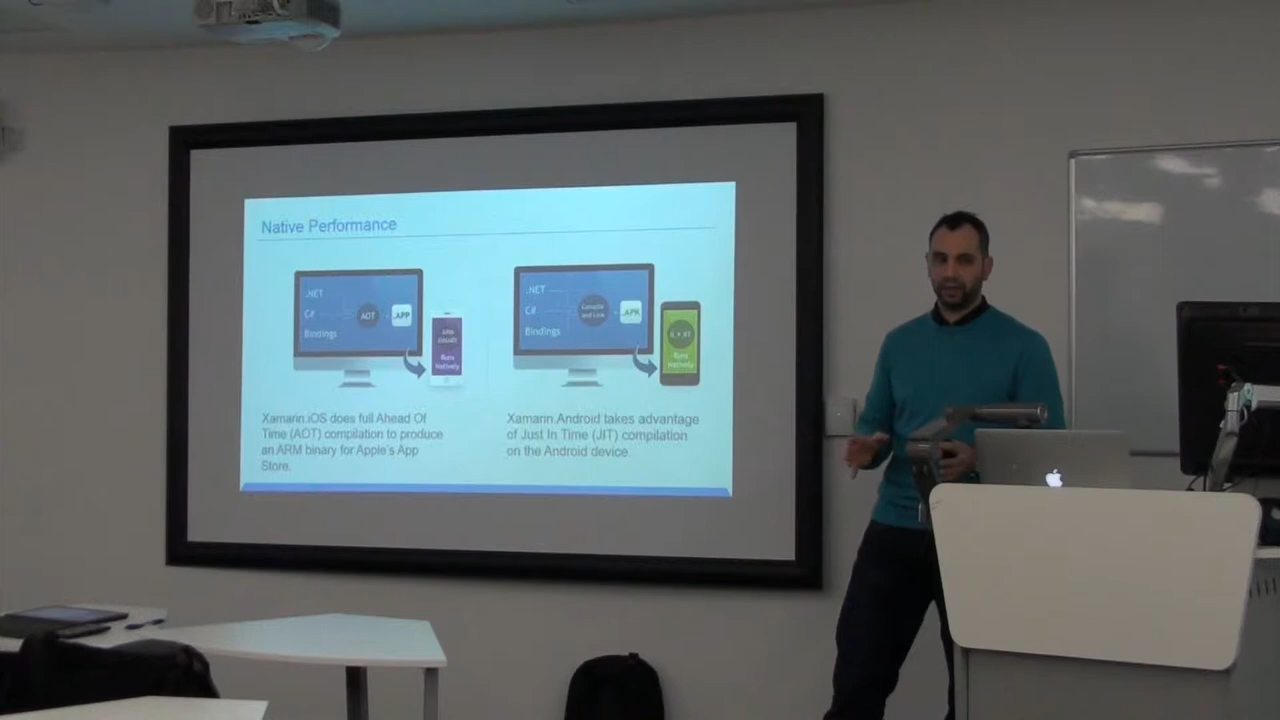 Native Performance
.NET
C#
Bindings
AOT
.APP
Runs
Natively
.NET
C#
Bindings
Compile
and Link
.APK
IL + JIT
Runs
Natively
Xamarin.iOS does full Ahead Of
Time (AOT) compilation to produce
an ARM binary for Apple's App
Store.
Xamarin.Android takes advantage
of Just In Time (JIT) compilation
on the Android device.